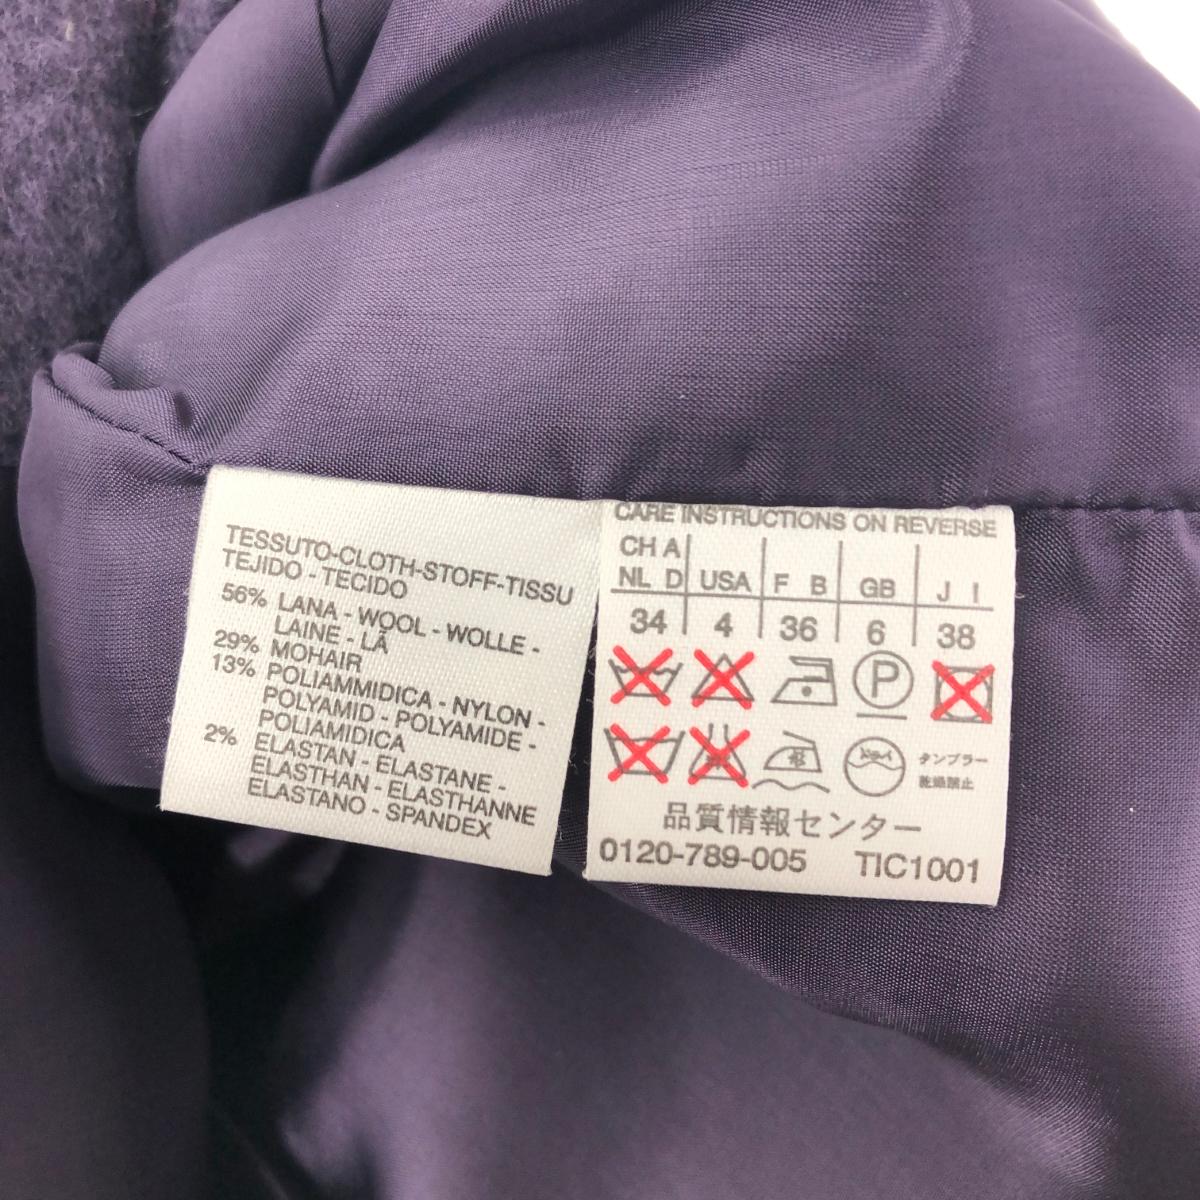 TESSUTO-CLOTH-STOFF-TISSU
TEJIDO - TECIDO
56% LANA - WOOL - WOLLE -
LAINE - LÃ
29% MOHAIR
13% POLIAMMIDICA - NYLON -
POLYAMID - POLYAMIDE -
POLIAMIDICA
2% ELASTAN - ELASTANE -
ELASTHAN - ELASTHANNE
ELASTANO - SPANDEX
CARE INSTRUCTIONS ON REVERSE
CH A
NL D USA F B GB J I
34 4 36 6 38
P
タンブラー
乾燥禁止
品質情報センター
0120-789-005 TIC1001